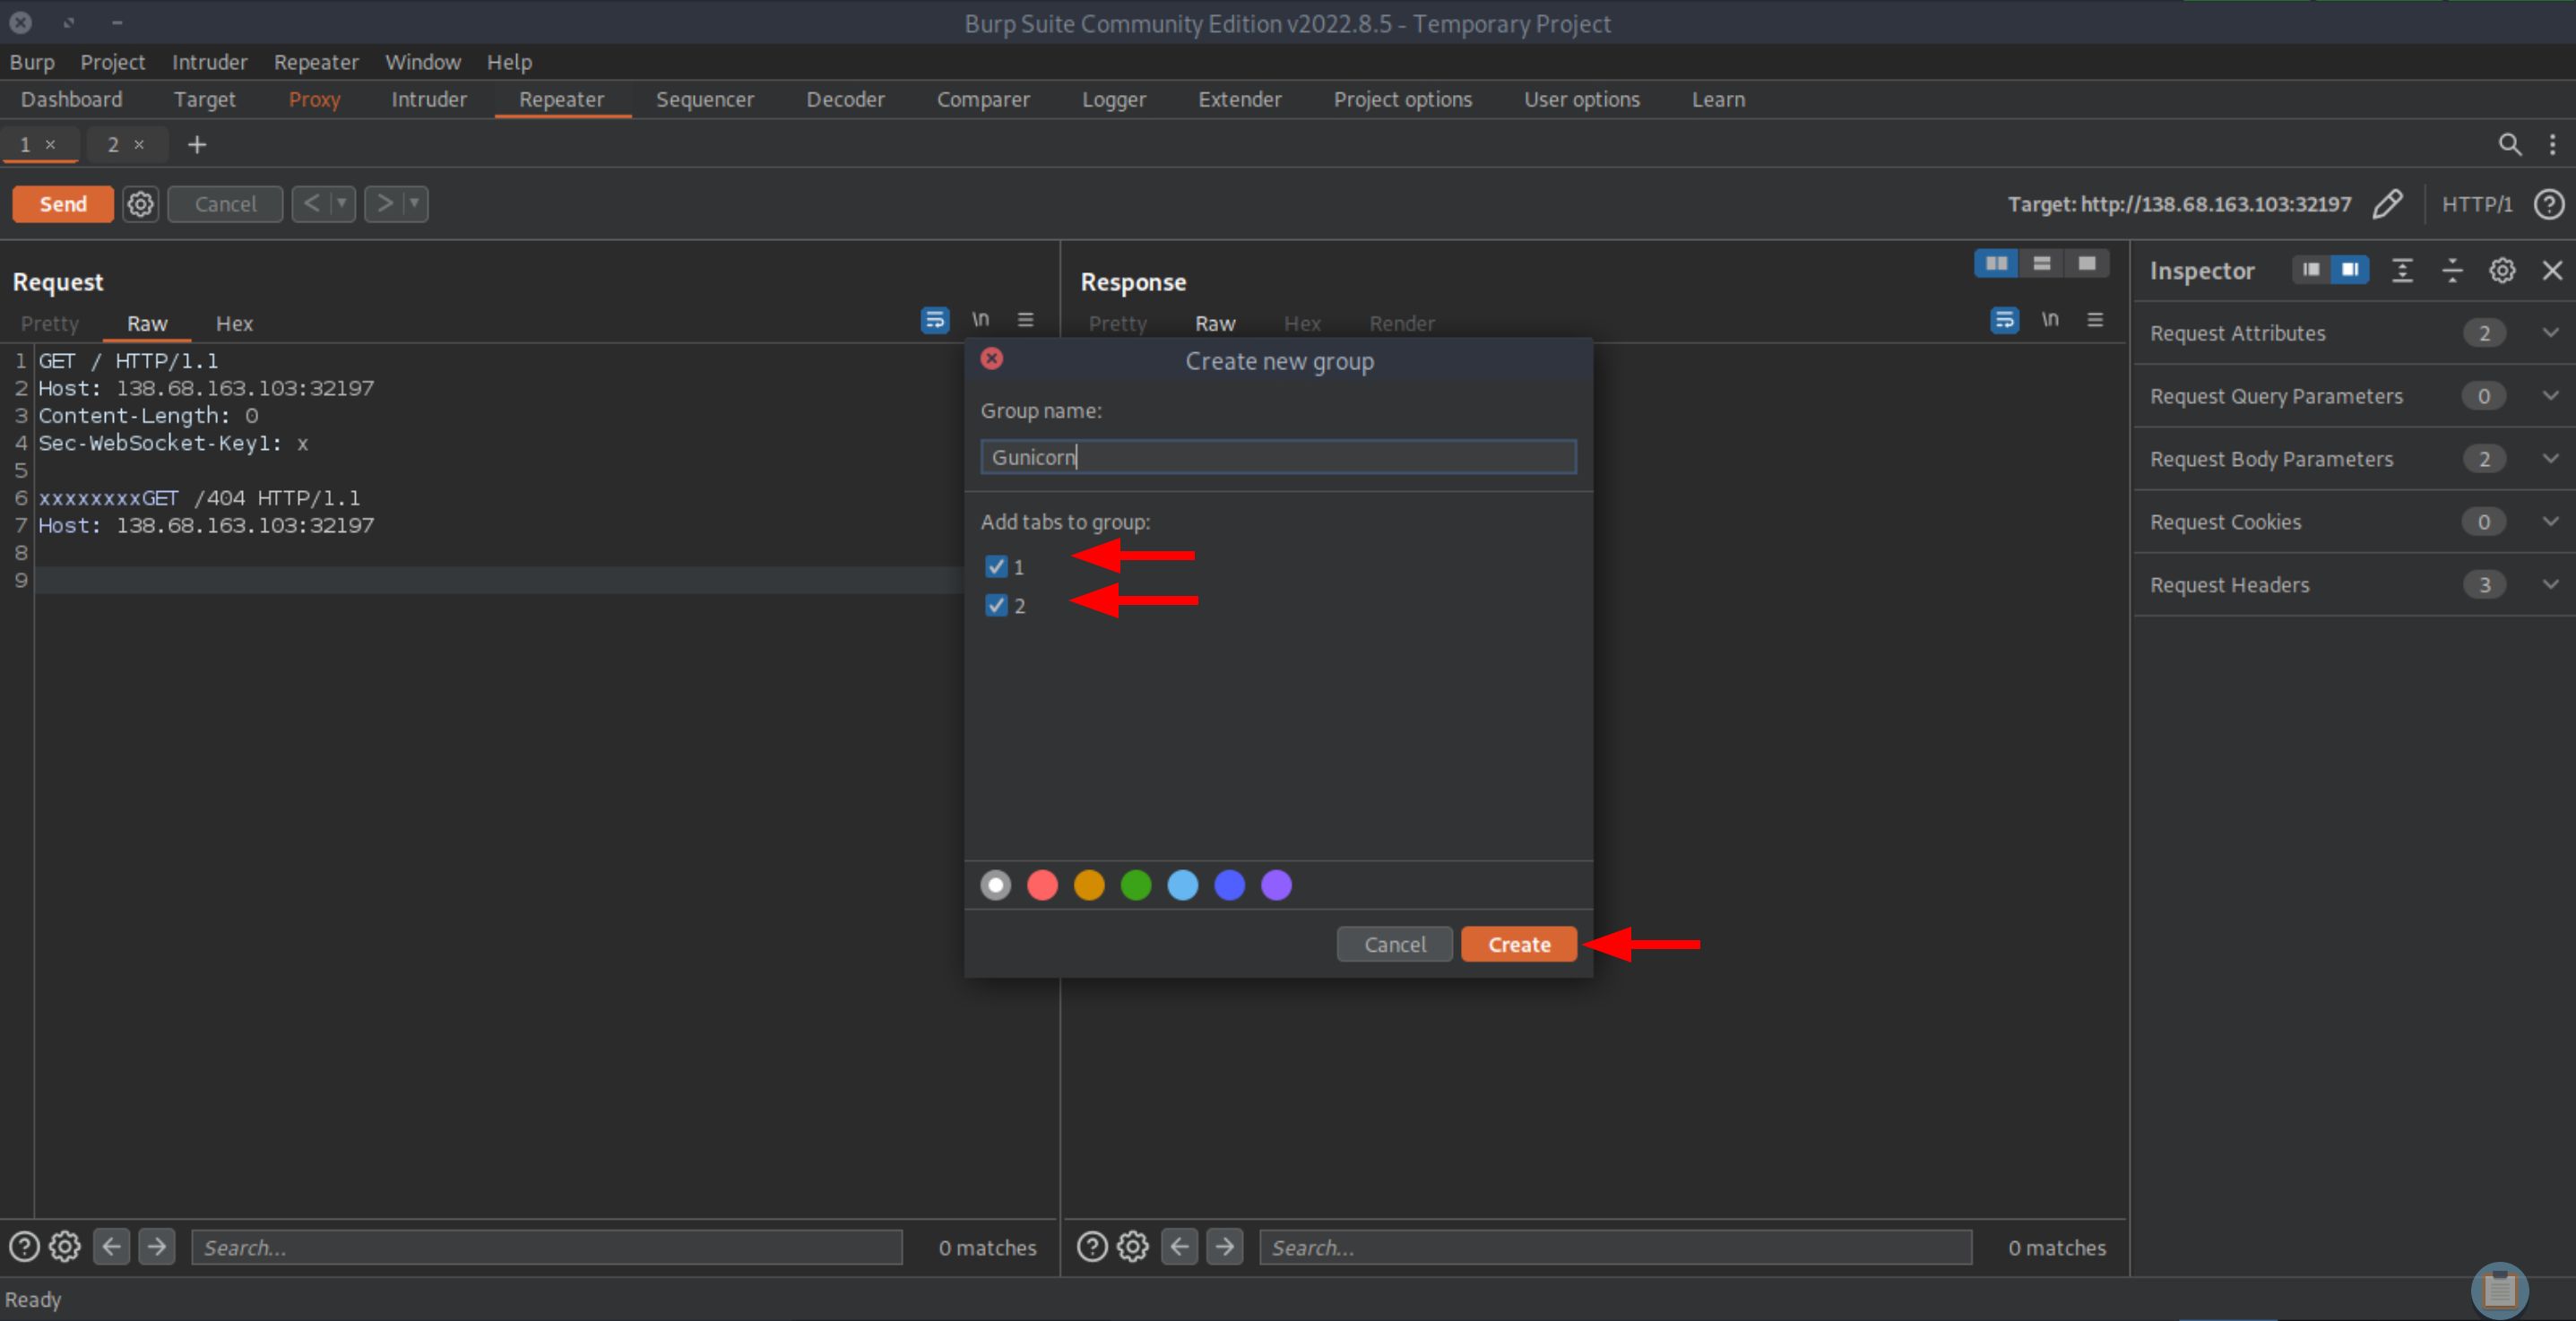 Burp Suite Community Edition v2022.8.5 - Temporary Project
Burp Project Intruder Repeater Window Help
Dashboard Target Proxy Intruder Repeater Sequencer Decoder Comparer Logger Extender Project options User options Learn
1 × 2 × +
Send Cancel < > Target: http://138.68.163.103:32197 HTTP/1 ?
Request
Pretty Raw Hex \n
1 GET / HTTP/1.1
2 Host: 138.68.163.103:32197
3 Content-Length: 0
4 Sec-WebSocket-Key1: x
5
6 xxxxxxxxGET /404 HTTP/1.1
7 Host: 138.68.163.103:32197
8
9
? Search... 0 matches
Response
Pretty Raw Hex Render \n
? Search... 0 matches
Create new group
Group name:
Gunicorn
Add tabs to group:
1
2
Cancel Create
Inspector
Request Attributes 2
Request Query Parameters 0
Request Body Parameters 2
Request Cookies 0
Request Headers 3
Ready